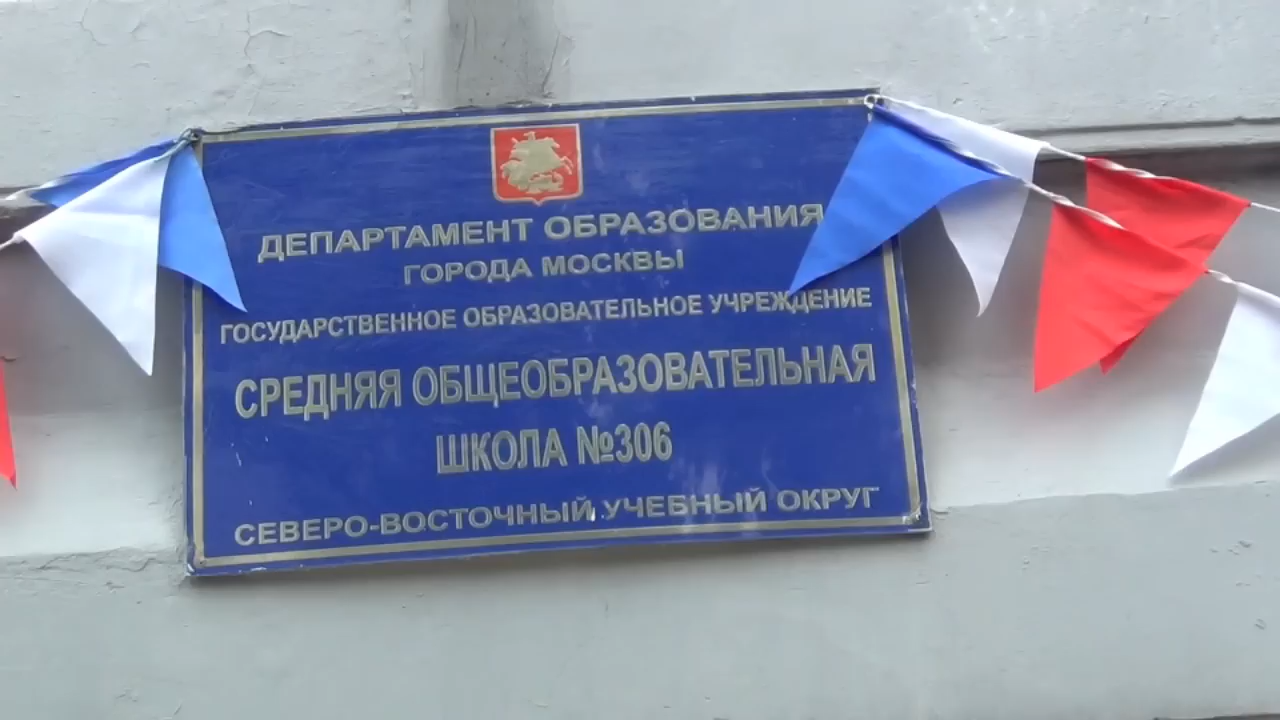 ДЕПАРТАМЕНТ ОБРАЗОВАНИЯ
ГОРОДА МОСКВЫ
ГОСУДАРСТВЕННОЕ ОБРАЗОВАТЕЛЬНОЕ УЧРЕЖДЕНИЕ
СРЕДНЯЯ ОБЩЕОБРАЗОВАТЕЛЬНАЯ
ШКОЛА №306
СЕВЕРО-ВОСТОЧНЫЙ УЧЕБНЫЙ ОКРУГ